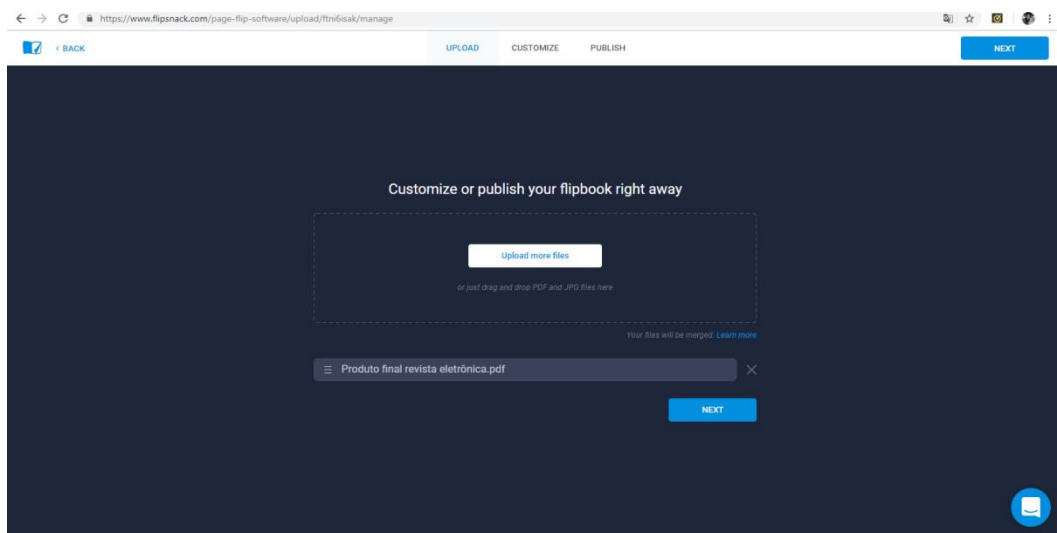 https://www.flipsnack.com/page-flip-software/upload/ftni6isak/manage
< BACK
UPLOAD
CUSTOMIZE
PUBLISH
NEXT
Customize or publish your flipbook right away
Upload more files
or just drag and drop PDF and JPG files here
Your files will be merged. Learn more
Produto final revista eletrônica.pdf
NEXT